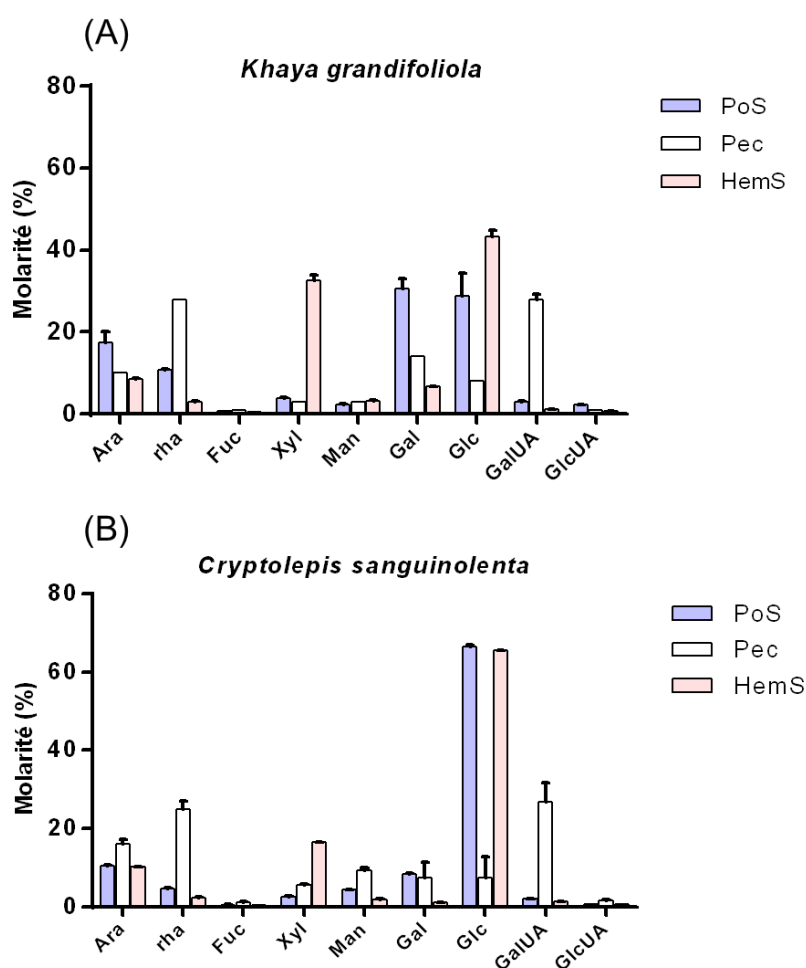 (A)
Khaya grandifoliola
80
60
40
20
0
Molarité (%)
PoS
Pec
HemS
Ara
rha
Fuc
Xyl
Man
Gal
Glc
GalUA
GlcUA
(B)
Cryptolepis sanguinolenta
80
60
40
20
0
Molarité (%)
PoS
Pec
HemS
Ara
rha
Fuc
Xyl
Man
Gal
Glc
GalUA
GlcUA